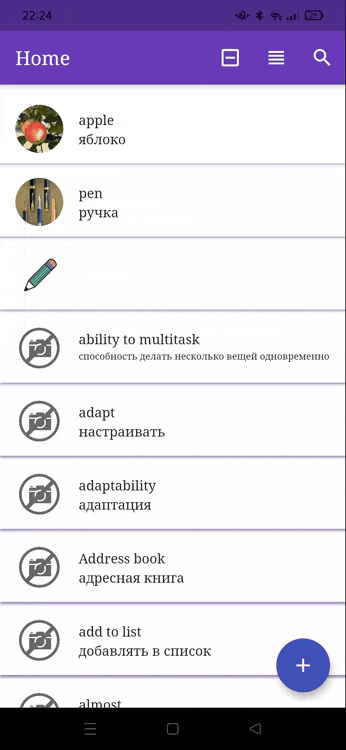 22:24
29
Home
apple
яблоко
pen
ручка
ability to multitask
способность делать несколько вещей одновременно
adapt
настраивать
adaptability
адаптация
Address book
адресная книга
add to list
добавлять в список
almost